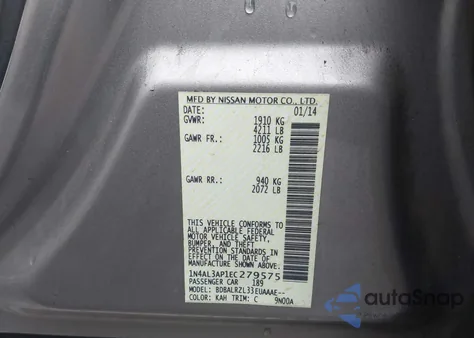 MFD BY NISSAN MOTOR CO., LTD.
DATE: 01/14
GVWR: 1910 KG
4211 LB
GAWR FR.: 1005 KG
2216 LB
GAWR RR.: 940 KG
2072 LB
THIS VEHICLE CONFORMS TO
ALL APPLICABLE FEDERAL
MOTOR VEHICLE SAFETY,
BUMPER, AND THEFT
PREVENTION STANDARDS IN
EFFECT ON THE DATE OF
MANUFACTURE SHOWN ABOVE.
1N4AL3AP1EC279575
PASSENGER CAR 189
MODEL: BDBALRZL33EUAAAE--
COLOR: KAH TRIM: C 9N00A
autoSnap